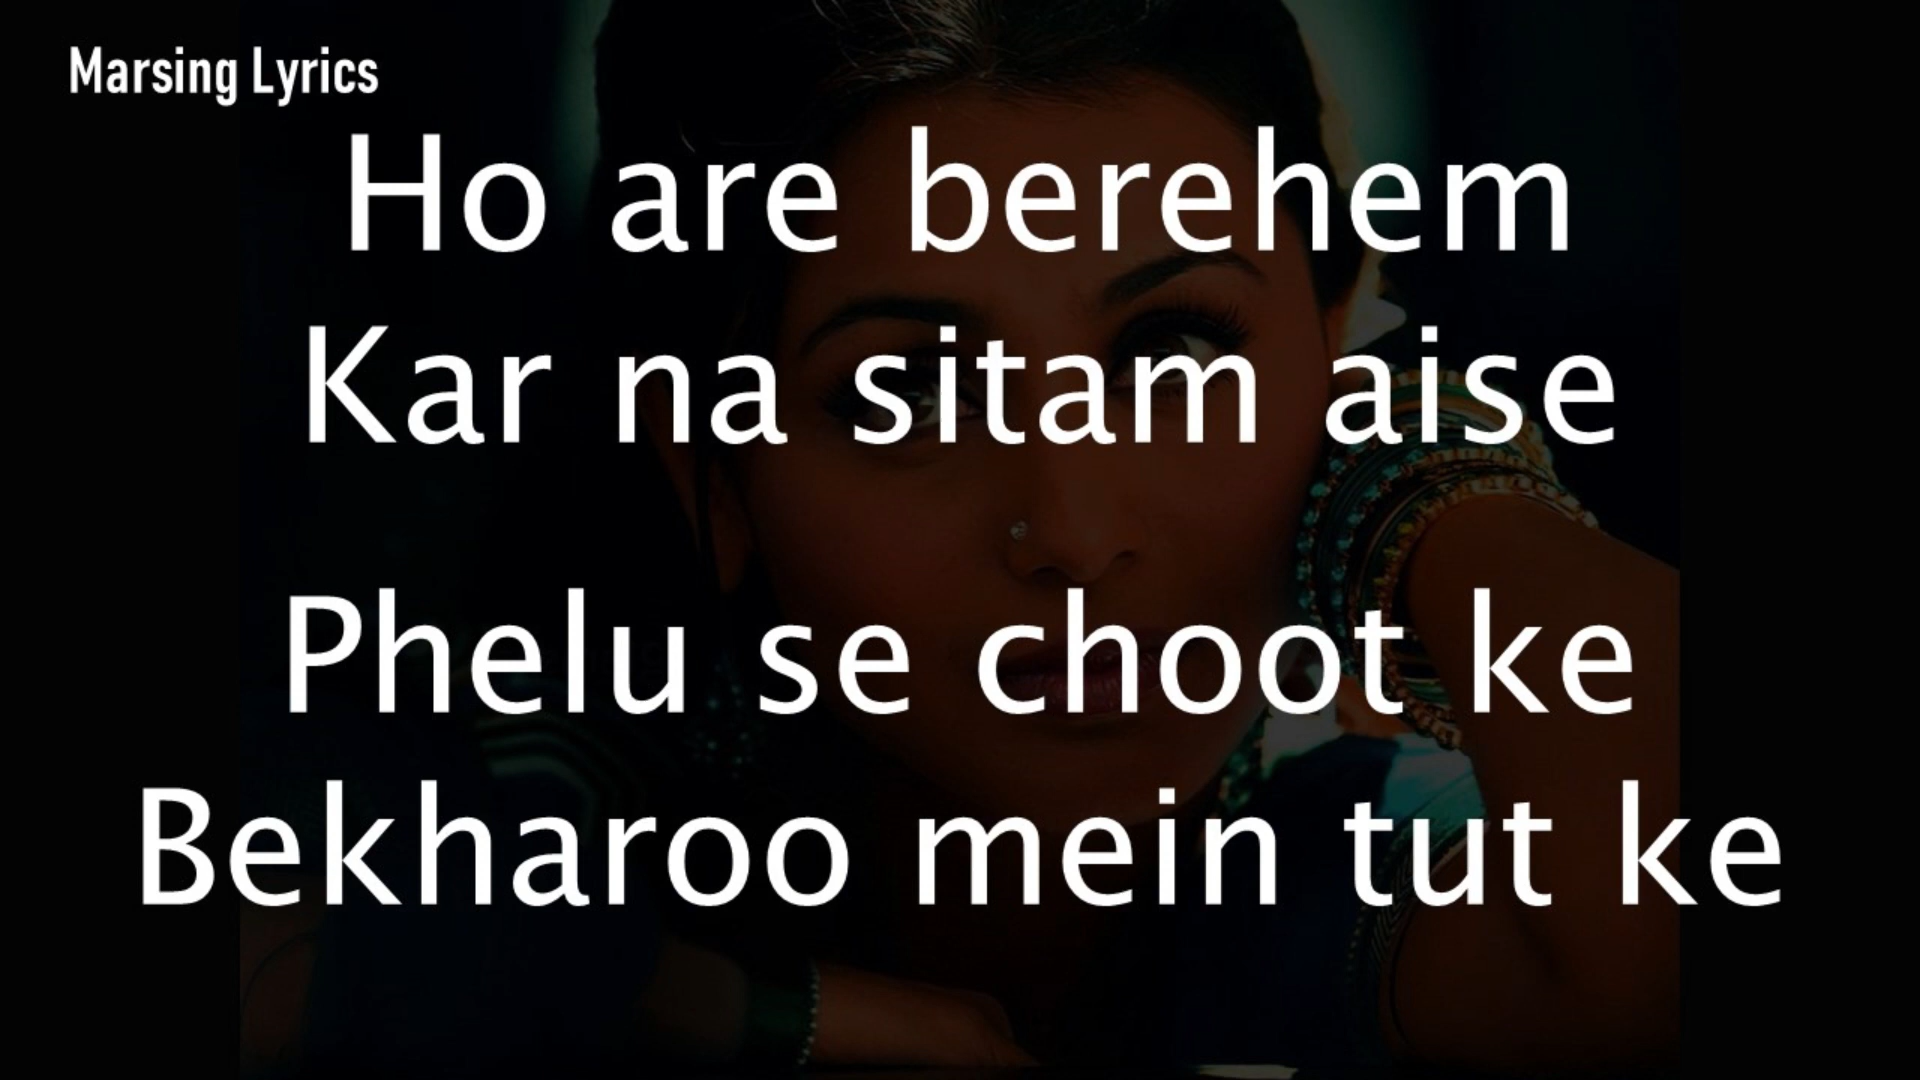 Marsing Lyrics
Ho are berehem
Kar na sitam aise
Phelu se choot ke
Bekharoo mein tut ke